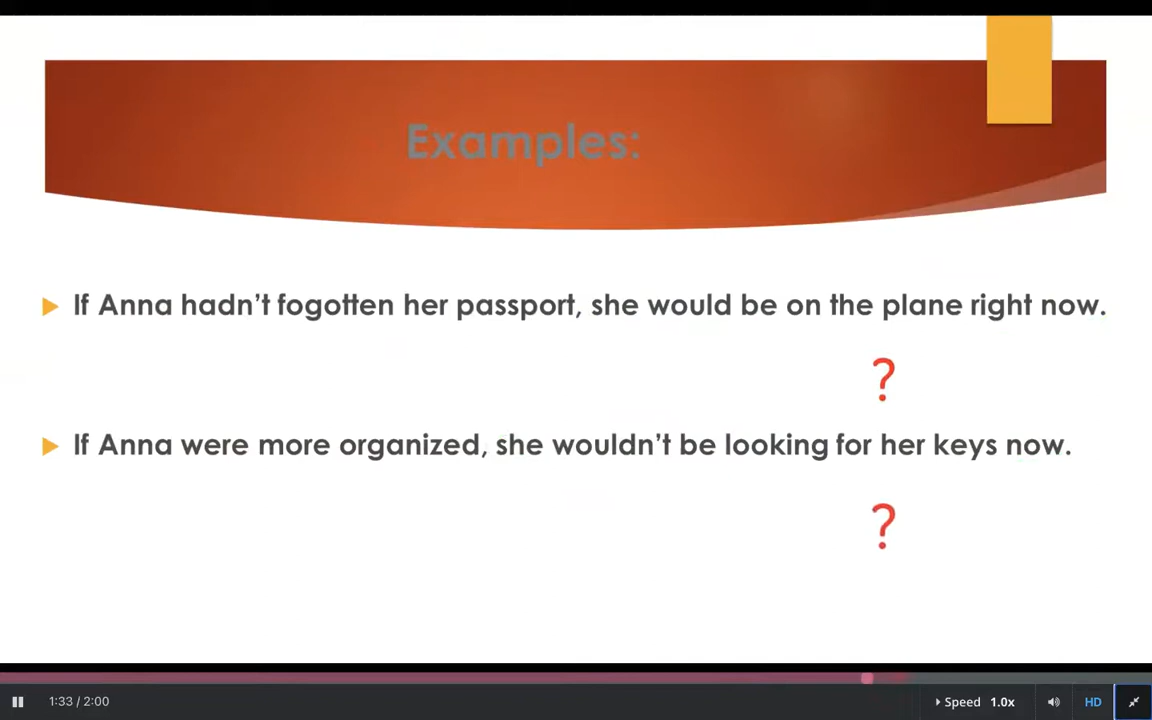 Examples:
If Anna hadn't fogotten her passport, she would be on the plane right now.
?
If Anna were more organized, she wouldn't be looking for her keys now.
?
1:33 / 2:00
Speed 1.0x
HD